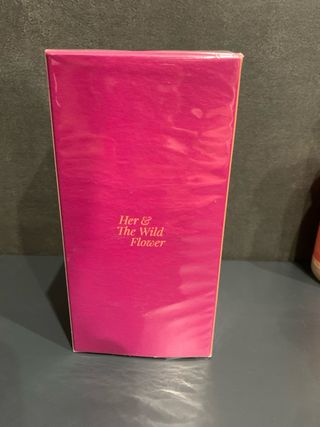 Her &
The Wild
Flower